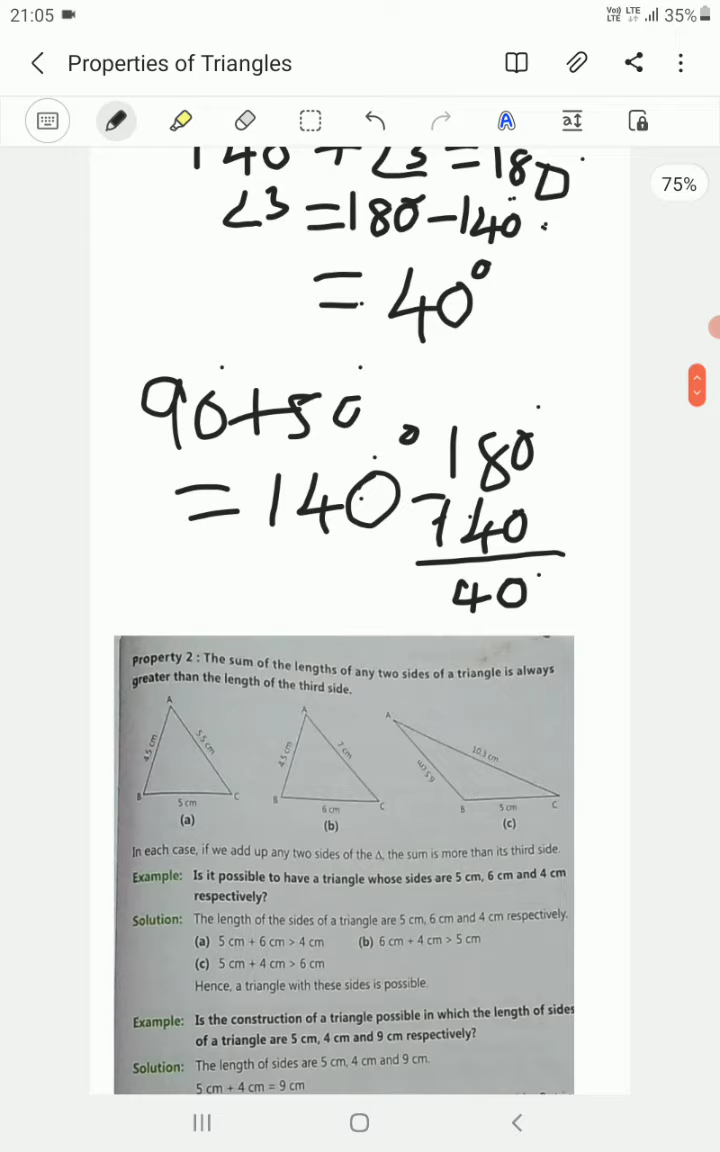 21:05 Vo) LTE LTE 35%
Properties of Triangles
A a
140 + ∠3 = 180
75%
∠3 = 180 - 140
= 40°
90 + 50
= 140°
180
- 140
40
Property 2 : The sum of the lengths of any two sides of a triangle is always
greater than the length of the third side.
A A A
4.5 cm 5.5 cm 4.5 cm 7 cm 6.5 cm 10.3 cm
B C B C B C
5 cm 6 cm 5 cm
(a) (b) (c)
In each case, if we add up any two sides of the Δ, the sum is more than its third side.
Example: Is it possible to have a triangle whose sides are 5 cm, 6 cm and 4 cm
respectively?
Solution: The length of the sides of a triangle are 5 cm, 6 cm and 4 cm respectively.
(a) 5 cm + 6 cm > 4 cm (b) 6 cm + 4 cm > 5 cm
(c) 5 cm + 4 cm > 6 cm
Hence, a triangle with these sides is possible.
Example: Is the construction of a triangle possible in which the length of sides
of a triangle are 5 cm, 4 cm and 9 cm respectively?
Solution: The length of sides are 5 cm, 4 cm and 9 cm.
5 cm + 4 cm = 9 cm